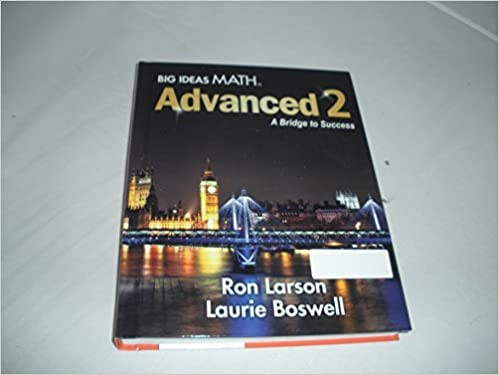 BIG IDEAS MATH®
Advanced 2
A Bridge to Success
Ron Larson
Laurie Boswell